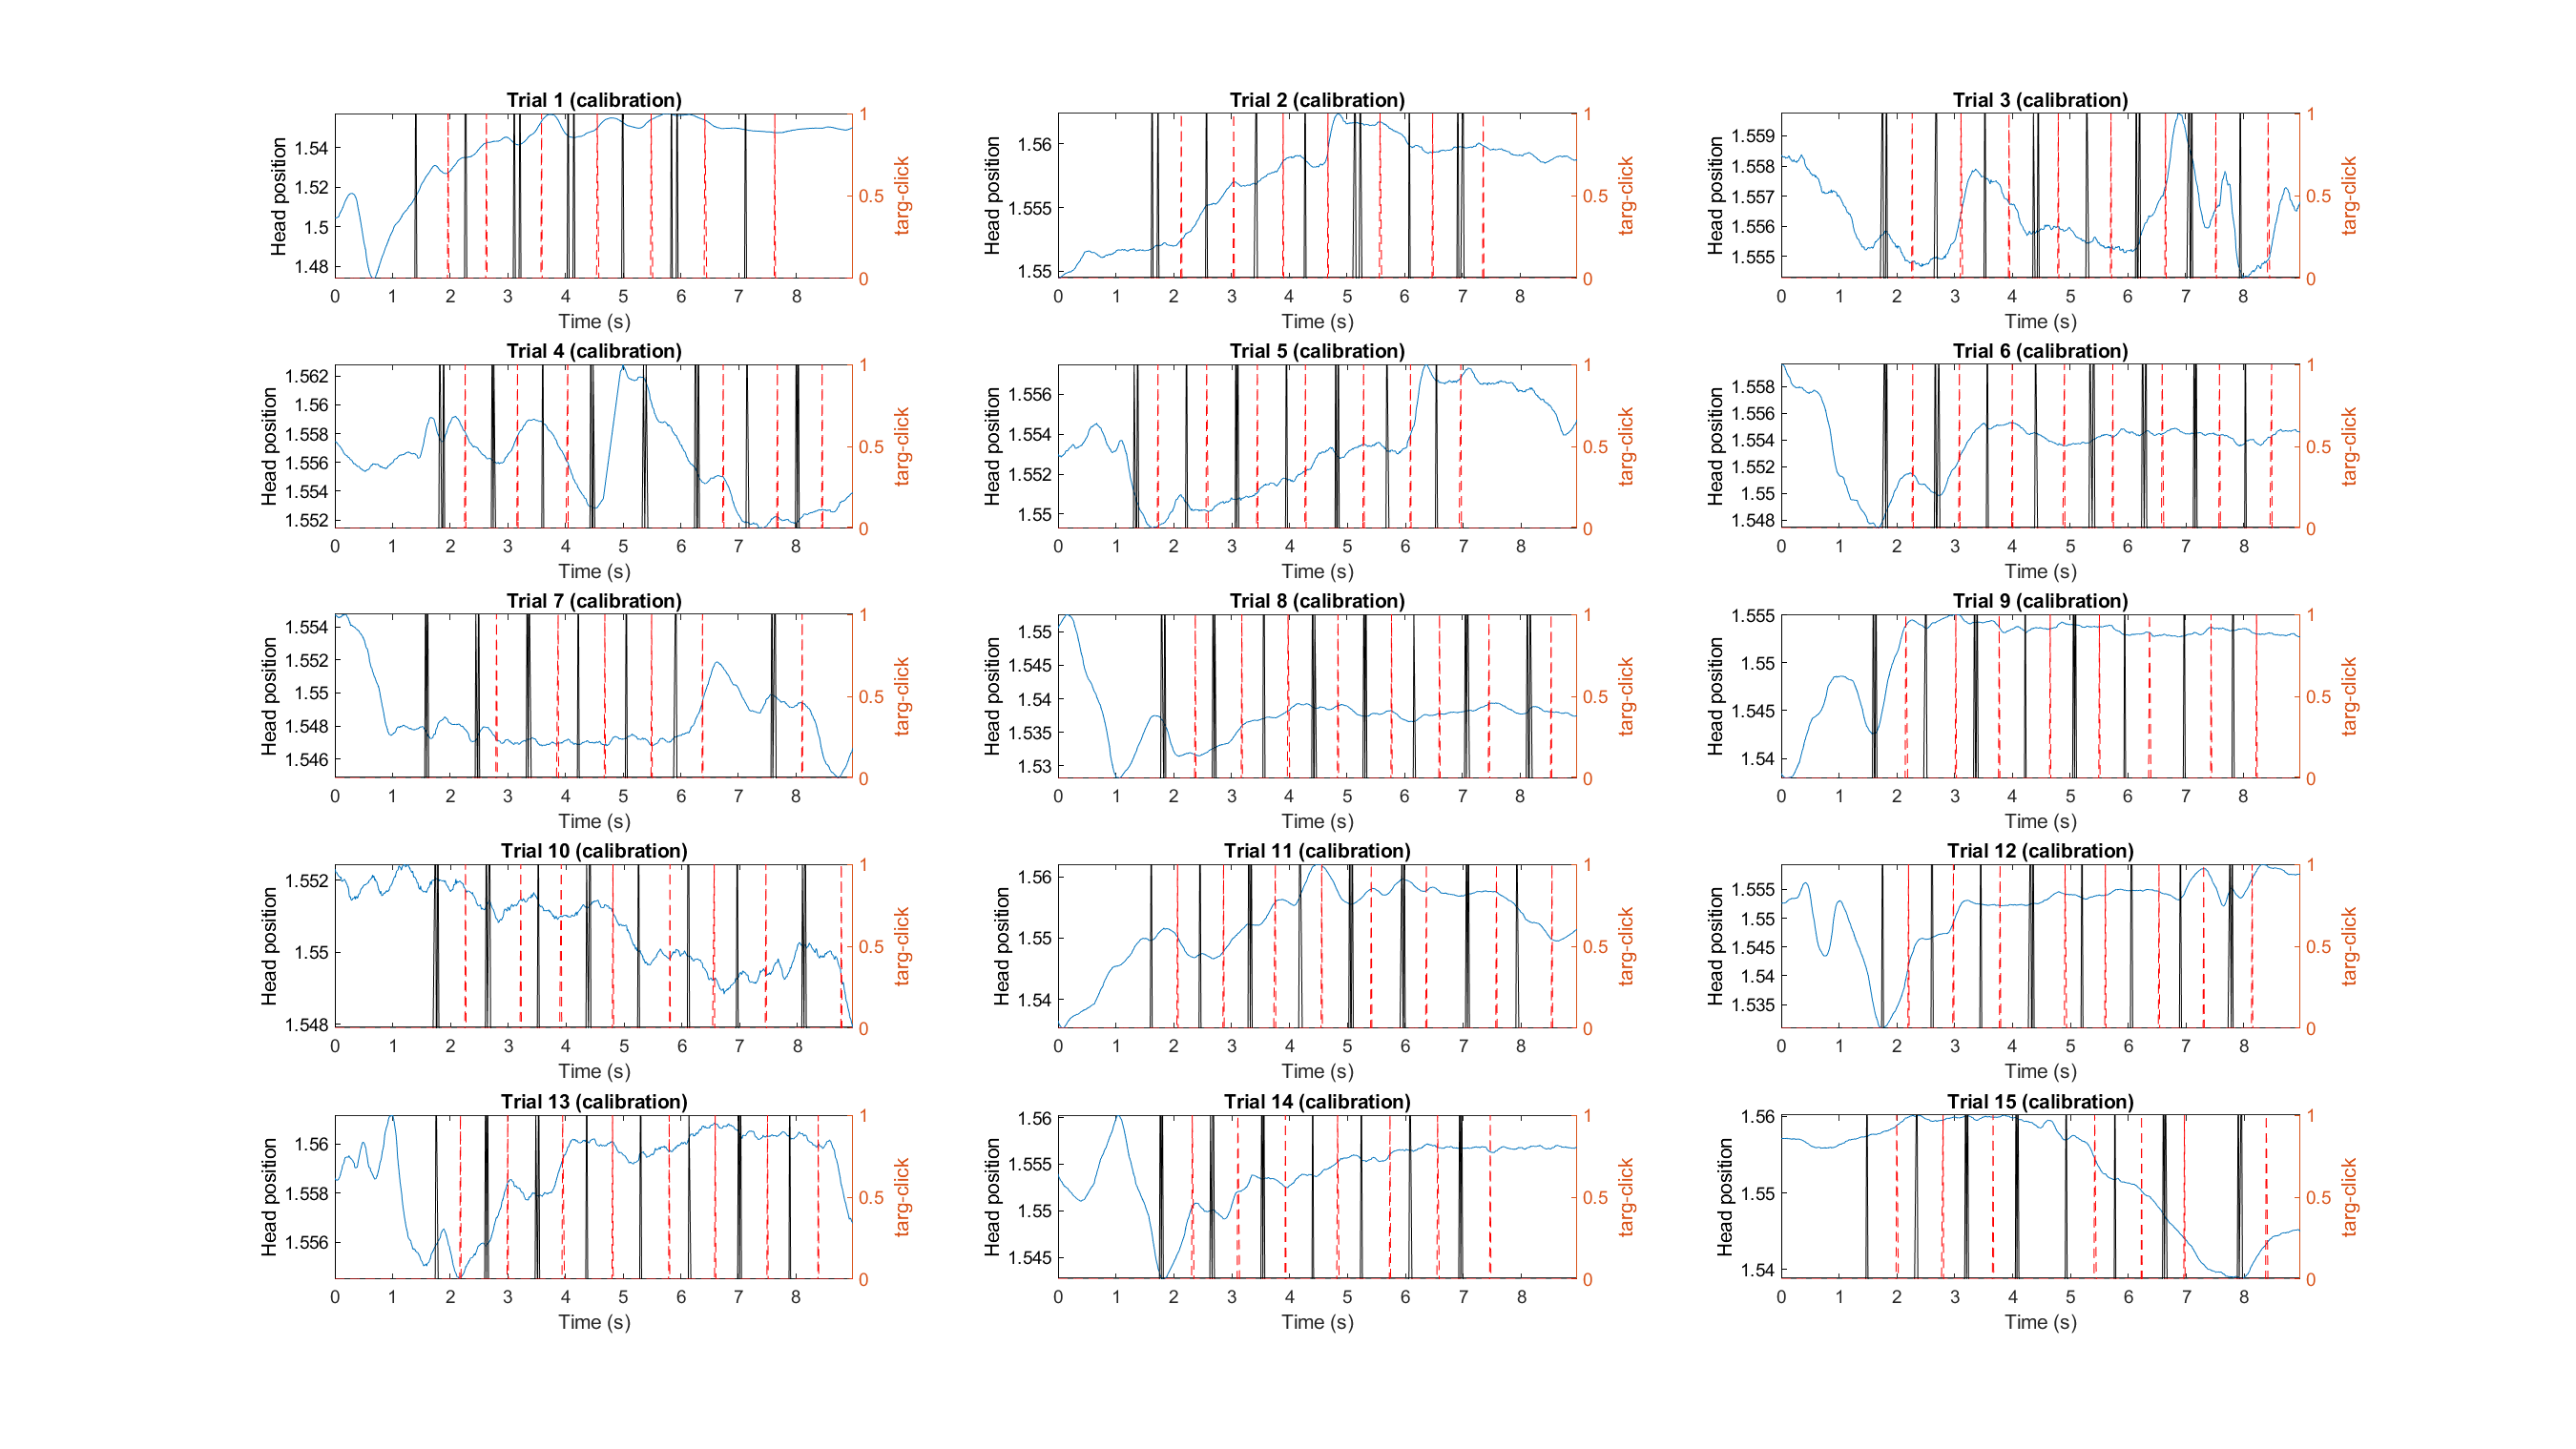 Trial 1 (calibration)
Trial 2 (calibration)
Trial 3 (calibration)
Head position
1.54
1.52
1.5
1.48
1
0.5
0
targ-click
0 1 2 3 4 5 6 7 8
Time (s)
Head position
1.56
1.555
1.55
1
0.5
0
targ-click
0 1 2 3 4 5 6 7 8
Time (s)
Head position
1.559
1.558
1.557
1.556
1.555
1
0.5
0
targ-click
0 1 2 3 4 5 6 7 8
Time (s)
Trial 4 (calibration)
Trial 5 (calibration)
Trial 6 (calibration)
Head position
1.562
1.56
1.558
1.556
1.554
1.552
1
0.5
0
targ-click
0 1 2 3 4 5 6 7 8
Time (s)
Head position
1.556
1.554
1.552
1.55
1
0.5
0
targ-click
0 1 2 3 4 5 6 7 8
Time (s)
Head position
1.558
1.556
1.554
1.552
1.55
1.548
1
0.5
0
targ-click
0 1 2 3 4 5 6 7 8
Time (s)
Trial 7 (calibration)
Trial 8 (calibration)
Trial 9 (calibration)
Head position
1.554
1.552
1.55
1.548
1.546
1
0.5
0
targ-click
0 1 2 3 4 5 6 7 8
Time (s)
Head position
1.55
1.545
1.54
1.535
1.53
1
0.5
0
targ-click
0 1 2 3 4 5 6 7 8
Time (s)
Head position
1.555
1.55
1.545
1.54
1
0.5
0
targ-click
0 1 2 3 4 5 6 7 8
Time (s)
Trial 10 (calibration)
Trial 11 (calibration)
Trial 12 (calibration)
Head position
1.552
1.55
1.548
1
0.5
0
targ-click
0 1 2 3 4 5 6 7 8
Time (s)
Head position
1.56
1.55
1.54
1
0.5
0
targ-click
0 1 2 3 4 5 6 7 8
Time (s)
Head position
1.555
1.55
1.545
1.54
1.535
1
0.5
0
targ-click
0 1 2 3 4 5 6 7 8
Time (s)
Trial 13 (calibration)
Trial 14 (calibration)
Trial 15 (calibration)
Head position
1.56
1.558
1.556
1
0.5
0
targ-click
0 1 2 3 4 5 6 7 8
Time (s)
Head position
1.56
1.555
1.55
1.545
1
0.5
0
targ-click
0 1 2 3 4 5 6 7 8
Time (s)
Head position
1.56
1.55
1.54
1
0.5
0
targ-click
0 1 2 3 4 5 6 7 8
Time (s)